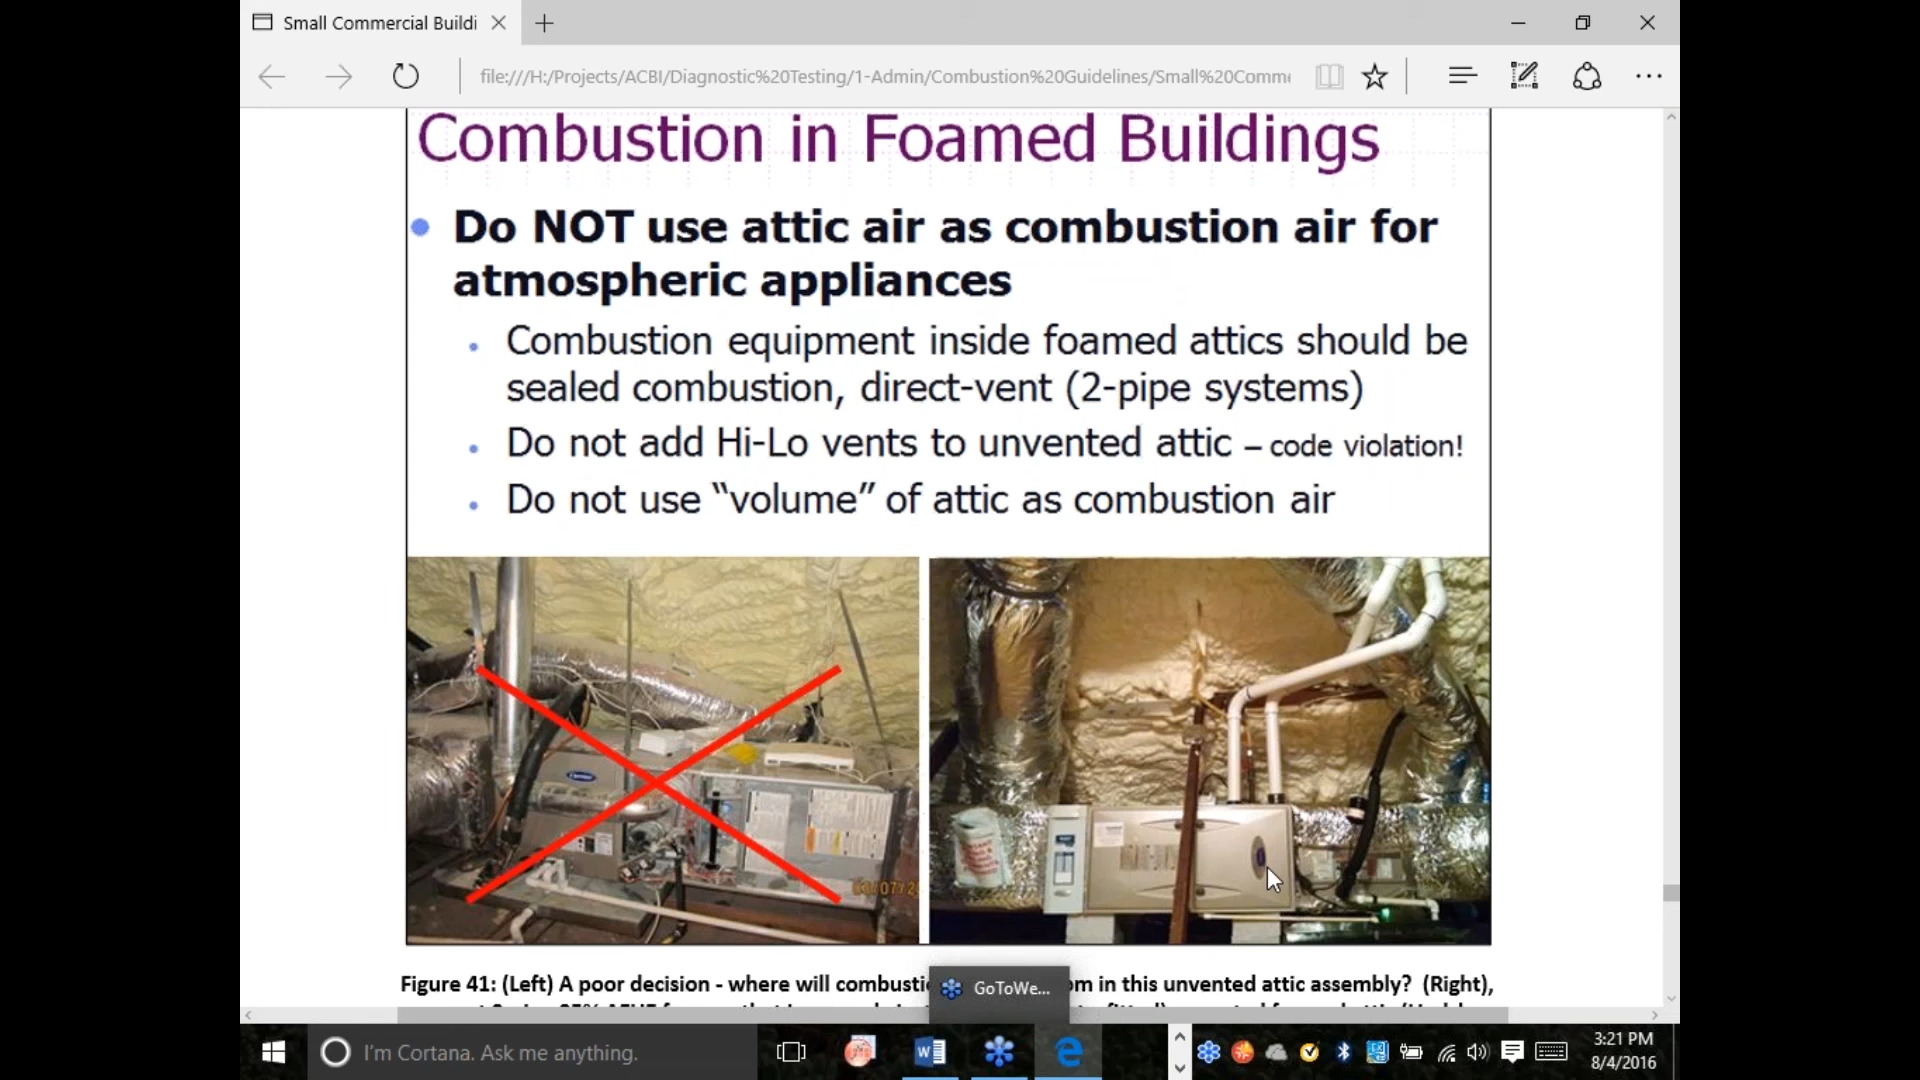 Small Commercial Buildi
file:///H:/Projects/ACBI/Diagnostic%20Testing/1-Admin/Combustion%20Guidelines/Small%20Comme
Combustion in Foamed Buildings
Do NOT use attic air as combustion air for
atmospheric appliances
Combustion equipment inside foamed attics should be
sealed combustion, direct-vent (2-pipe systems)
Do not add Hi-Lo vents to unvented attic – code violation!
Do not use “volume” of attic as combustion air
Figure 41: (Left) A poor decision - where will combusti
om in this unvented attic assembly? (Right),
GoToWe...
I'm Cortana. Ask me anything.
3:21 PM
8/4/2016